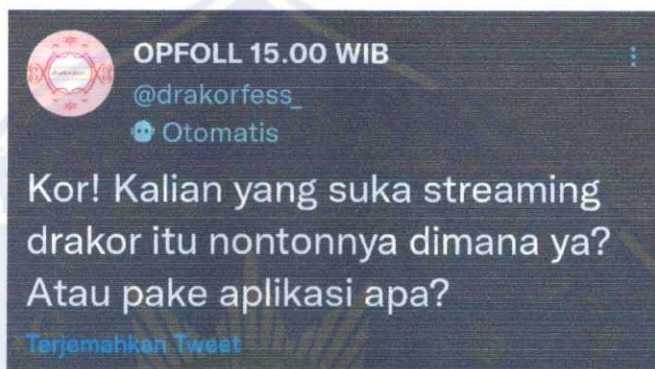 OPFOLL 15.00 WIB
@drakorfess_
Otomatis
Kor! Kalian yang suka streaming
drakor itu nontonnya dimana ya?
Atau pake aplikasi apa?
Terjemahkan Tweet